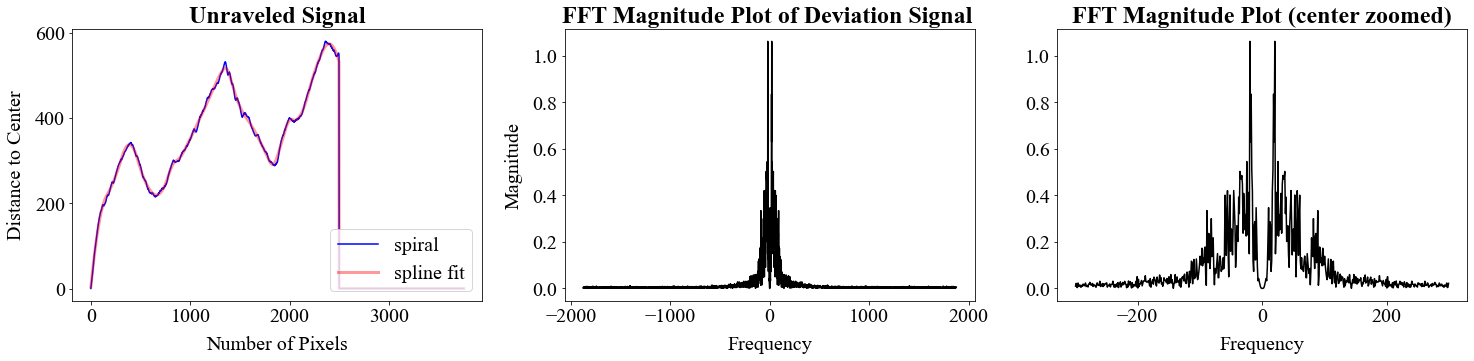 Unraveled Signal
Distance to Center
600
400
200
0
spiral
spline fit
0
1000
2000
3000
Number of Pixels
FFT Magnitude Plot of Deviation Signal
Magnitude
1.0
0.8
0.6
0.4
0.2
0.0
−2000
−1000
0
1000
2000
Frequency
FFT Magnitude Plot (center zoomed)
1.0
0.8
0.6
0.4
0.2
0.0
−200
0
200
Frequency